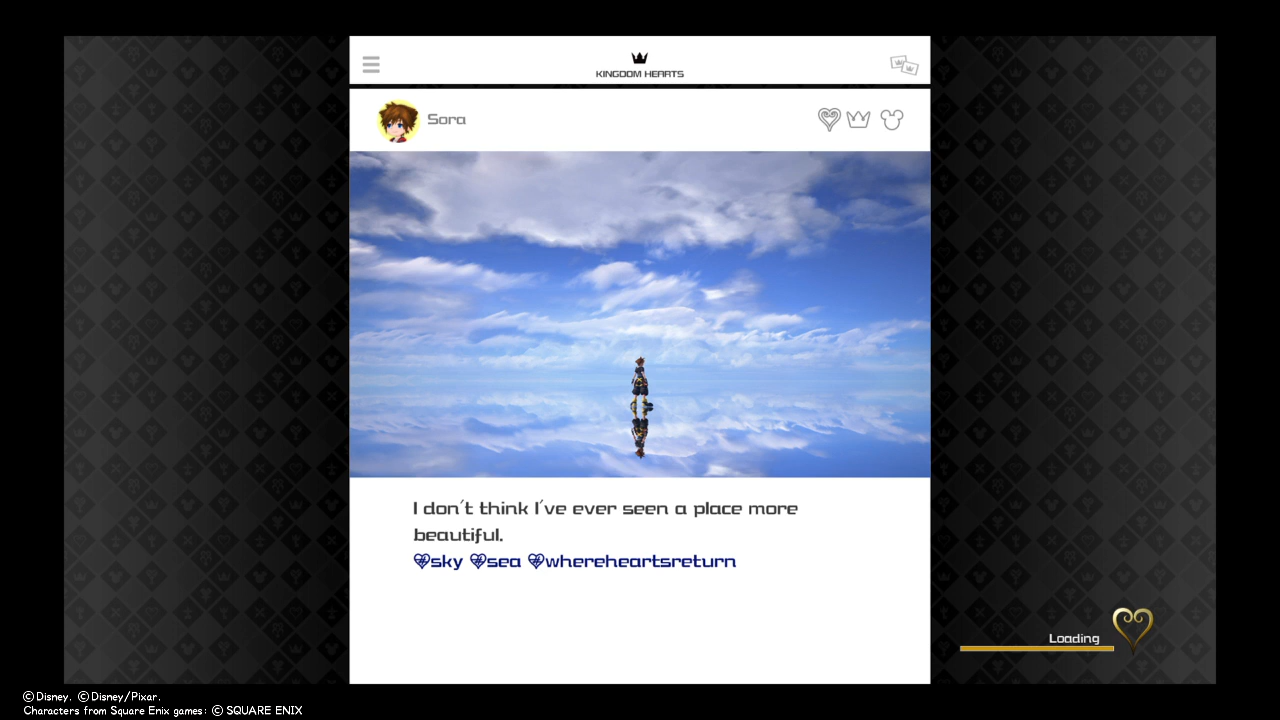 KINGDOM HEARTS
Sora
I don't think I've ever seen a place more
beautiful.
#sky #sea #whereheartsreturn
Loading
©Disney. ©Disney/Pixar.
Characters from Square Enix games: © SQUARE ENIX